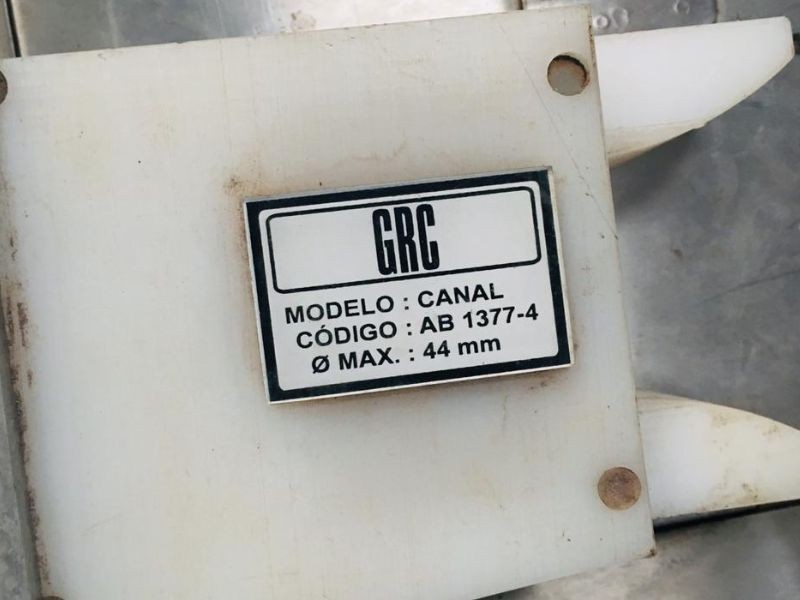 GRC
MODELO : CANAL
CÓDIGO : AB 1377-4
Ø MAX. : 44 mm